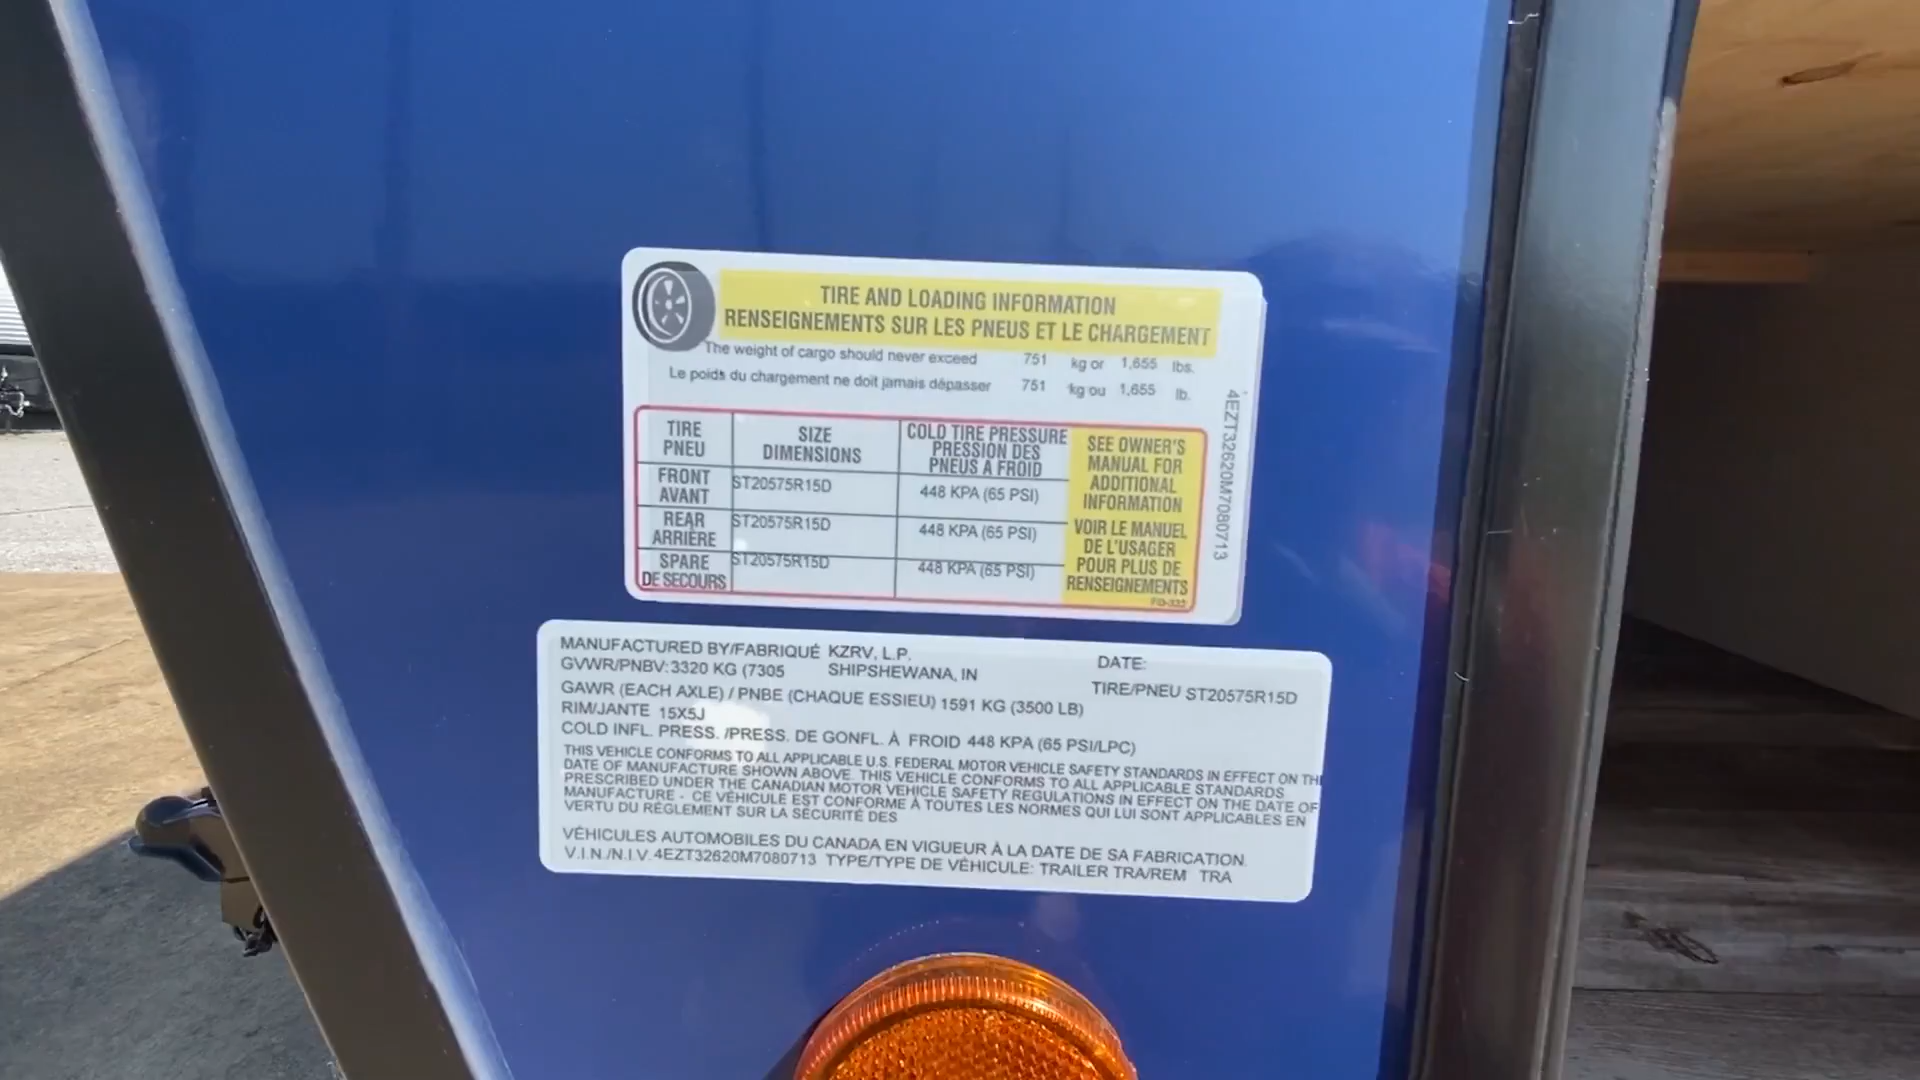 TIRE AND LOADING INFORMATION
RENSEIGNEMENTS SUR LES PNEUS ET LE CHARGEMENT
The weight of cargo should never exceed 751 kg or 1,655 lbs.
Le poids du chargement ne doit jamais dépasser 751 kg ou 1,655 lb.
TIRE PNEU
SIZE DIMENSIONS
COLD TIRE PRESSURE
PRESSION DES
PNEUS A FROID
FRONT AVANT ST20575R15D 448 KPA (65 PSI)
REAR ARRIÈRE ST20575R15D 448 KPA (65 PSI)
SPARE DE SECOURS ST20575R15D 448 KPA (65 PSI)
SEE OWNER'S
MANUAL FOR
ADDITIONAL
INFORMATION
VOIR LE MANUEL
DE L'USAGER
POUR PLUS DE
RENSEIGNEMENTS
4EZT32620M7080713
MANUFACTURED BY/FABRIQUÉ KZRV, L.P. DATE:
GVWR/PNBV: 3320 KG (7305 SHIPSHEWANA, IN
TIRE/PNEU ST20575R15D
GAWR (EACH AXLE) / PNBE (CHAQUE ESSIEU) 1591 KG (3500 LB)
RIM/JANTE 15X5J
COLD INFL. PRESS. /PRESS. DE GONFL. À FROID 448 KPA (65 PSI/LPC)
THIS VEHICLE CONFORMS TO ALL APPLICABLE U.S. FEDERAL MOTOR VEHICLE SAFETY STANDARDS IN EFFECT ON TH
DATE OF MANUFACTURE SHOWN ABOVE. THIS VEHICLE CONFORMS TO ALL APPLICABLE STANDARDS
PRESCRIBED UNDER THE CANADIAN MOTOR VEHICLE SAFETY REGULATIONS IN EFFECT ON THE DATE OF
MANUFACTURE - CE VÉHICULE EST CONFORME À TOUTES LES NORMES QUI LUI SONT APPLICABLES EN
VERTU DU RÉGLEMENT SUR LA SÉCURITÉ DES
VÉHICULES AUTOMOBILES DU CANADA EN VIGUEUR À LA DATE DE SA FABRICATION.
V.I.N./N.I.V. 4EZT32620M7080713 TYPE/TYPE DE VÉHICULE: TRAILER TRA/REM TRA